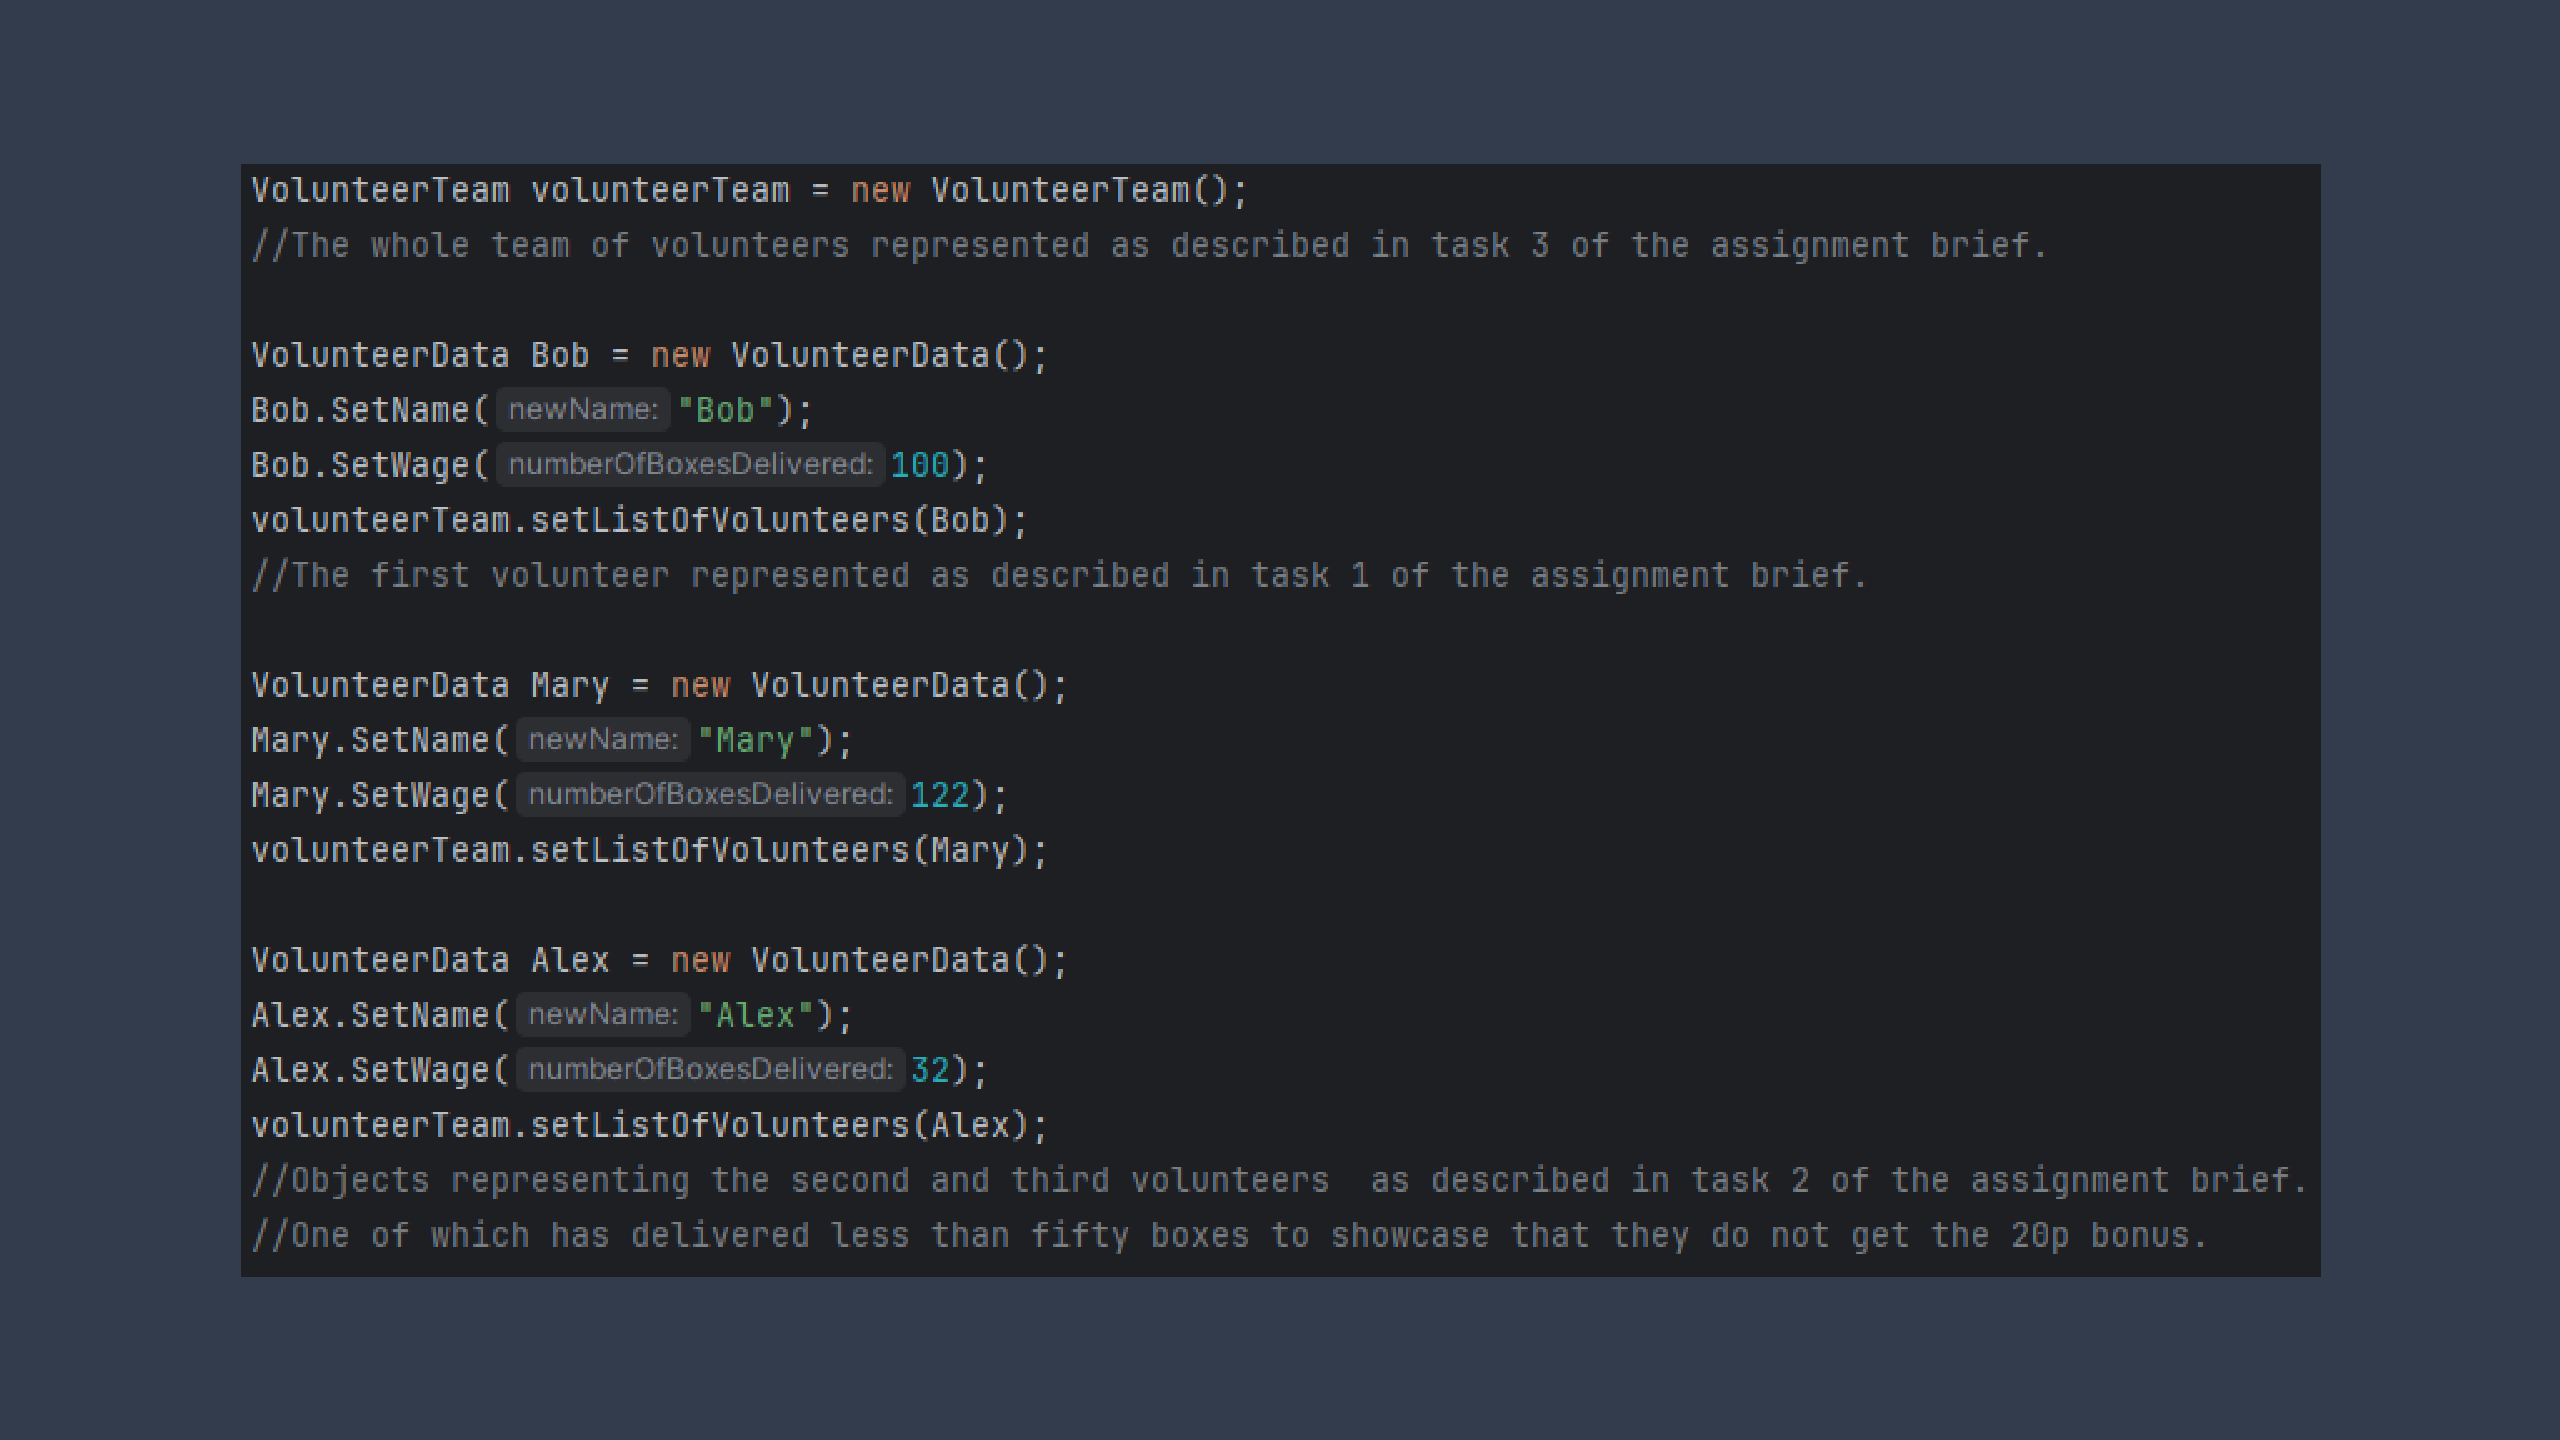 VolunteerTeam volunteerTeam = new VolunteerTeam();
//The whole team of volunteers represented as described in task 3 of the assignment brief.
VolunteerData Bob = new VolunteerData();
Bob.SetName( newName: "Bob");
Bob.SetWage( numberOfBoxesDelivered: 100);
volunteerTeam.setListOfVolunteers(Bob);
//The first volunteer represented as described in task 1 of the assignment brief.
VolunteerData Mary = new VolunteerData();
Mary.SetName( newName: "Mary");
Mary.SetWage( numberOfBoxesDelivered: 122);
volunteerTeam.setListOfVolunteers(Mary);
VolunteerData Alex = new VolunteerData();
Alex.SetName( newName: "Alex");
Alex.SetWage( numberOfBoxesDelivered: 32);
volunteerTeam.setListOfVolunteers(Alex);
//Objects representing the second and third volunteers  as described in task 2 of the assignment brief.
//One of which has delivered less than fifty boxes to showcase that they do not get the 20p bonus.